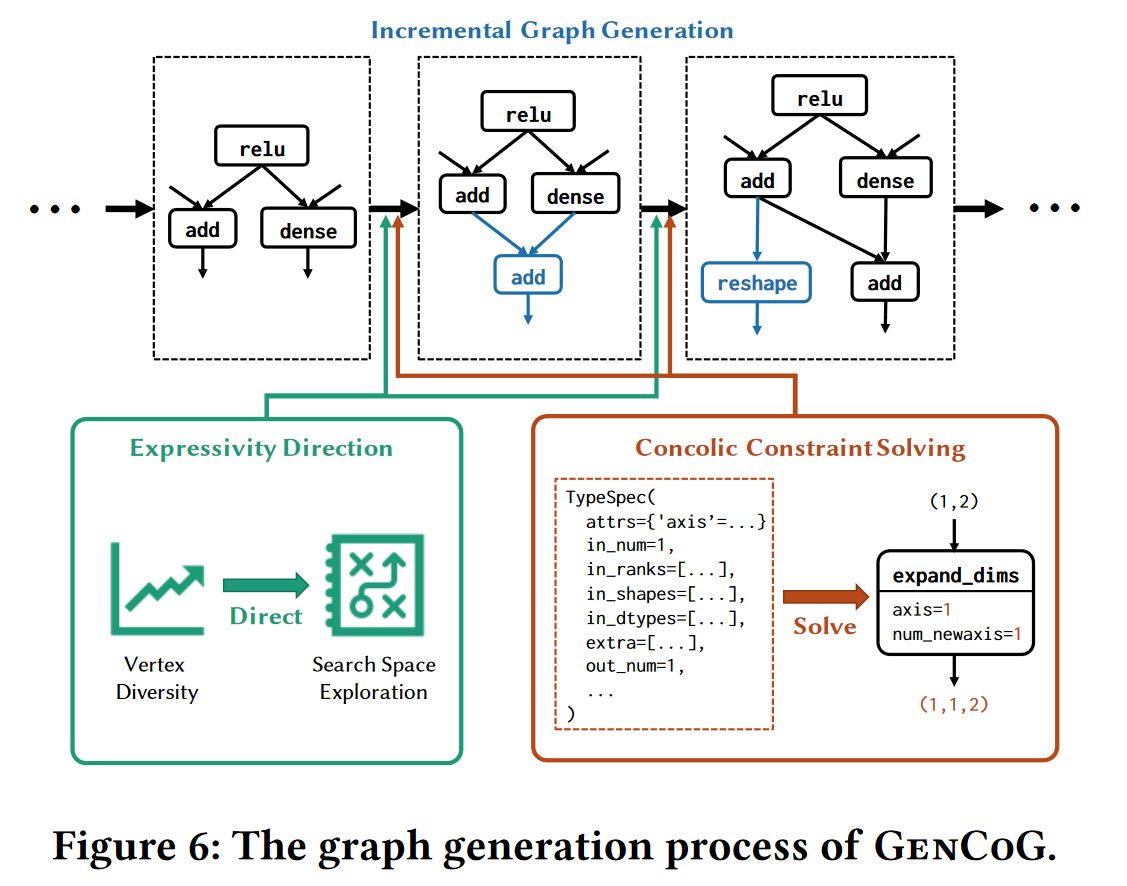 Incremental Graph Generation
relu
add
dense
relu
add
dense
add
relu
add
dense
reshape
add
Expressivity Direction
Direct
Vertex
Diversity
Search Space
Exploration
Concolic Constraint Solving
TypeSpec(
attrs={'axis’=...}
in_num=1,
in_ranks=[...],
in_shapes=[...],
in_dtypes=[...],
extra=[...],
out_num=1,
...
)
Solve
(1,2)
expand_dims
axis=1
num_newaxis=1
(1,1,2)
Figure 6: The graph generation process of GENCOG.